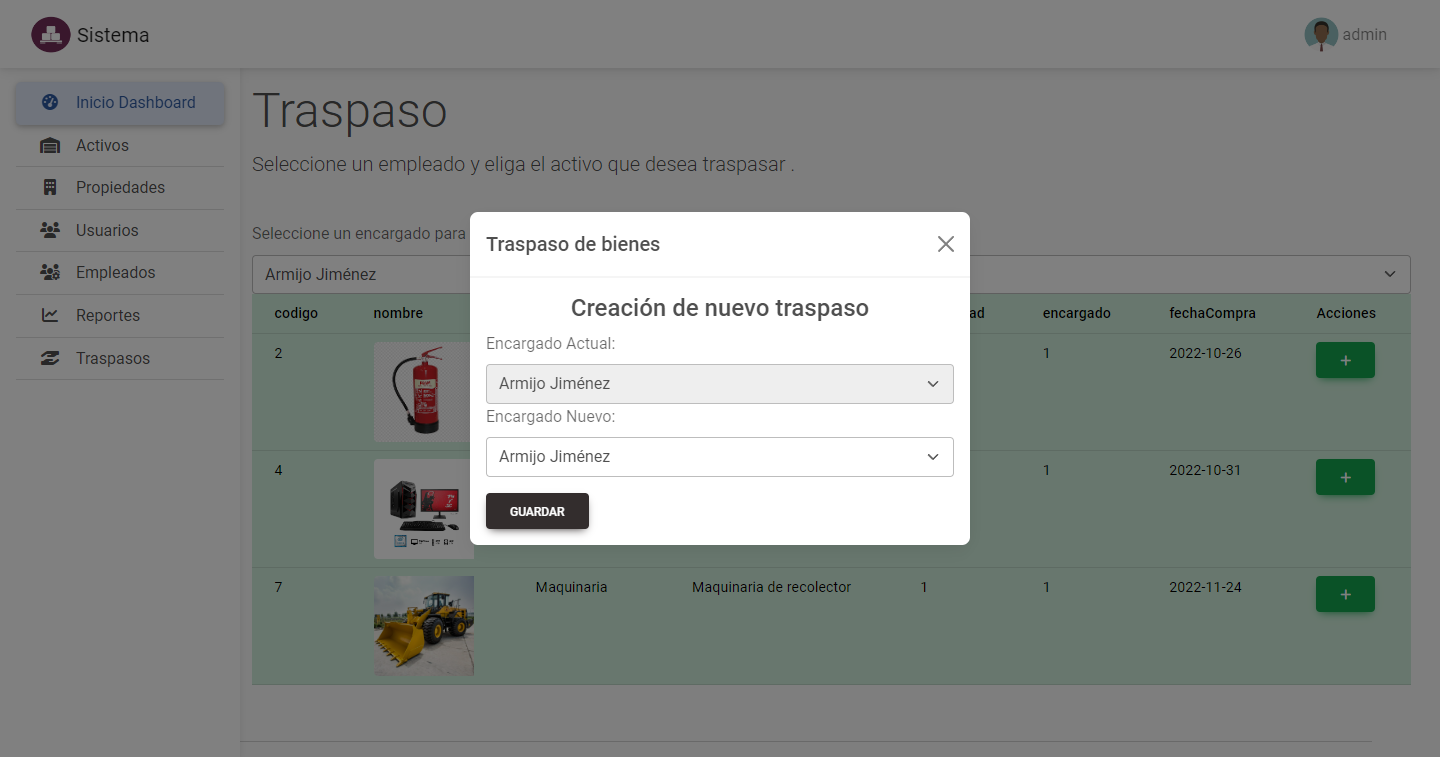 Sistema
admin
Inicio Dashboard
Activos
Propiedades
Usuarios
Empleados
Reportes
Traspasos
Traspaso
Seleccione un empleado y eliga el activo que desea traspasar .
Seleccione un encargado para
Armijo Jiménez
codigo nombre ad encargado fechaCompra Acciones
2 1 2022-10-26 +
4 1 2022-10-31 +
7 Maquinaria Maquinaria de recolector 1 1 2022-11-24 +
Traspaso de bienes
Creación de nuevo traspaso
Encargado Actual:
Armijo Jiménez
Encargado Nuevo:
Armijo Jiménez
GUARDAR